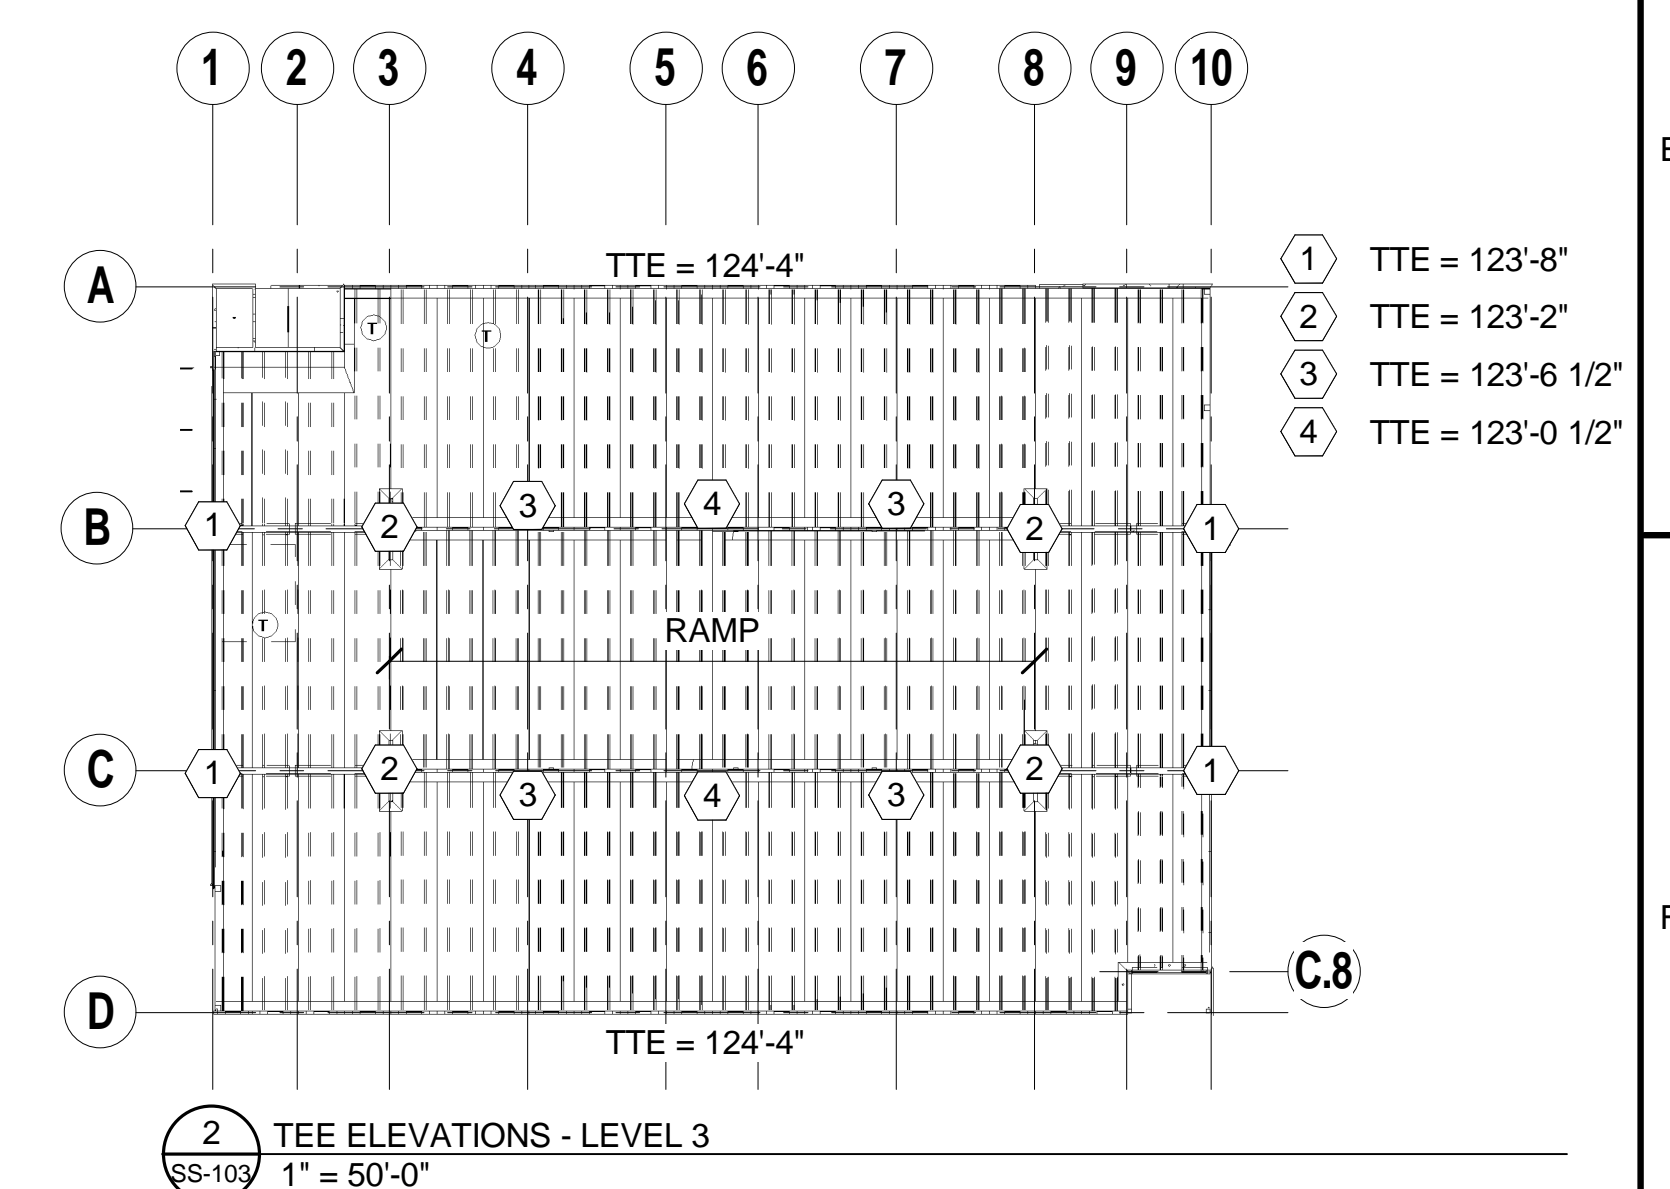 1 2 3 4 5 6 7 8 9 10
E
A
TTE = 124'-4"
1 TTE = 123'-8"
2 TTE = 123'-2"
3 TTE = 123'-6 1/2"
4 TTE = 123'-0 1/2"
T T
3 4 3
B 1 2 2 1
T
RAMP
C 1 2 2 1
3 4 3
F
C.8
D
TTE = 124'-4"
2 TEE ELEVATIONS - LEVEL 3
SS-103 1" = 50'-0"